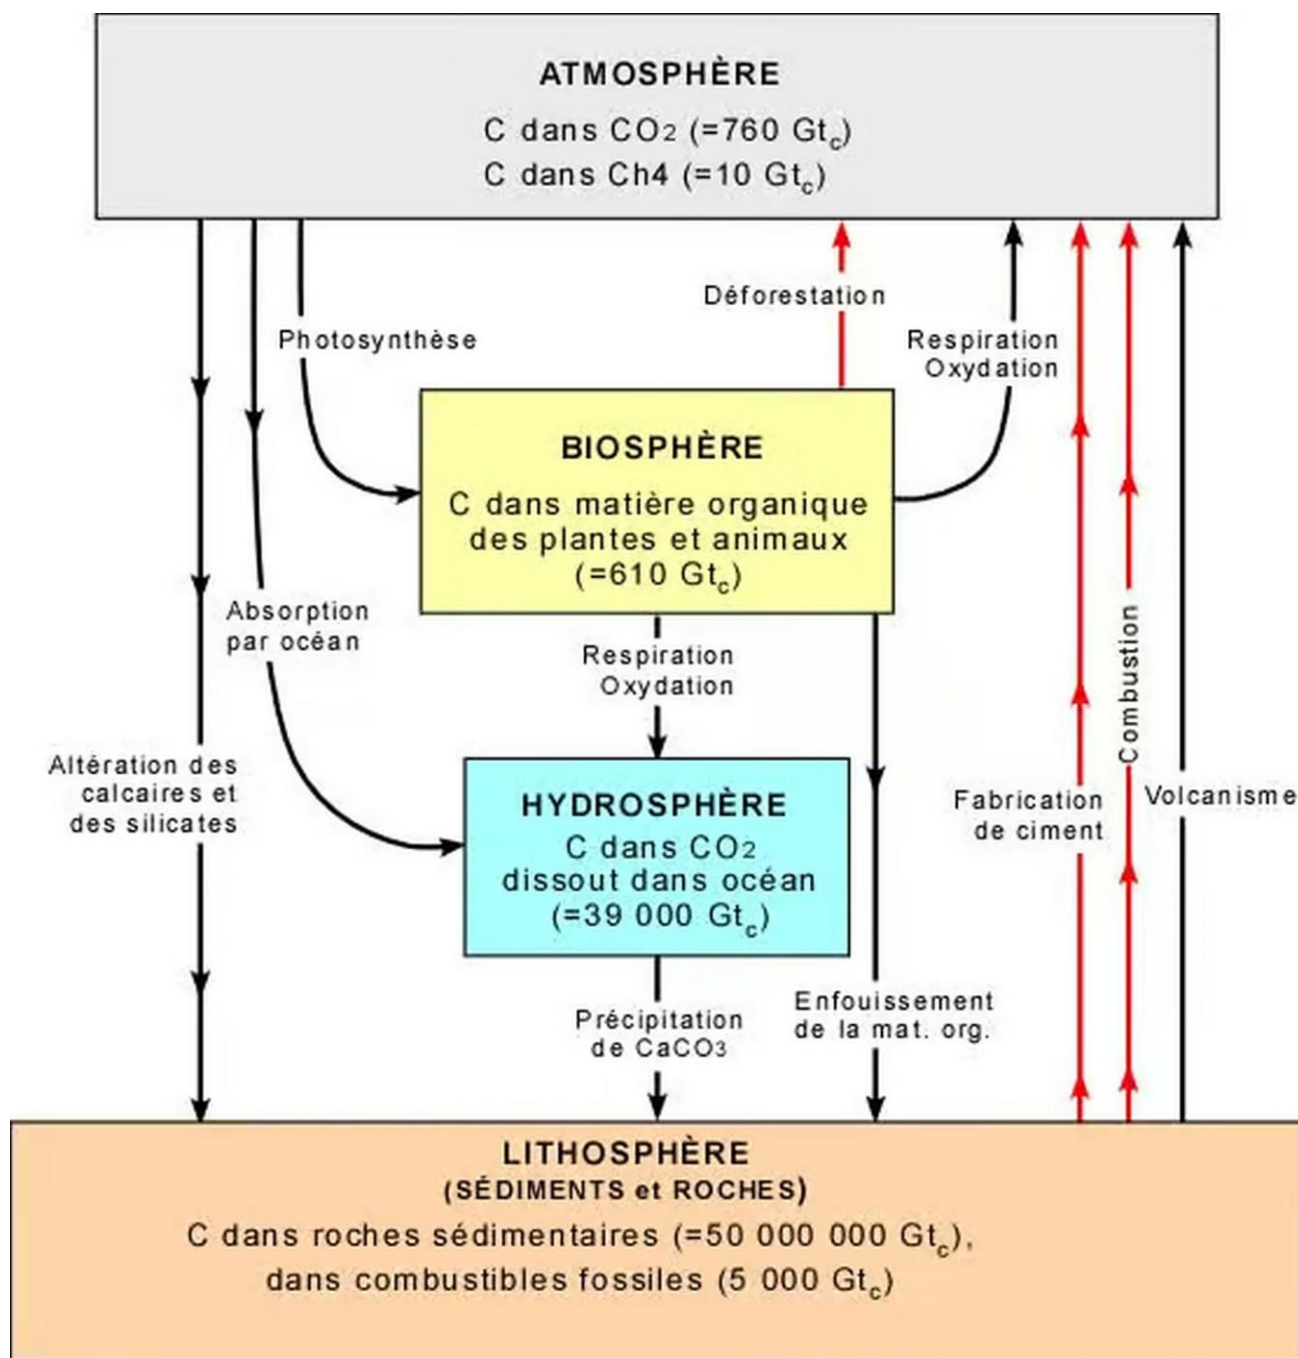 ATMOSPHÈRE
C dans CO2 (=760 Gtc)
C dans Ch4 (=10 Gtc)
Déforestation
Photosynthèse
Respiration
Oxydation
BIOSPHÈRE
C dans matière organique
des plantes et animaux
(=610 Gtc)
Absorption
par océan
Respiration
Oxydation
Combustion
Altération des
calcaires et
des silicates
HYDROSPHÈRE
C dans CO2
dissout dans océan
(=39 000 Gtc)
Fabrication
de ciment
Volcanisme
Précipitation
de CaCO3
Enfouissement
de la mat. org.
LITHOSPHÈRE
(SÉDIMENTS et ROCHES)
C dans roches sédimentaires (=50 000 000 Gtc),
dans combustibles fossiles (5 000 Gtc)